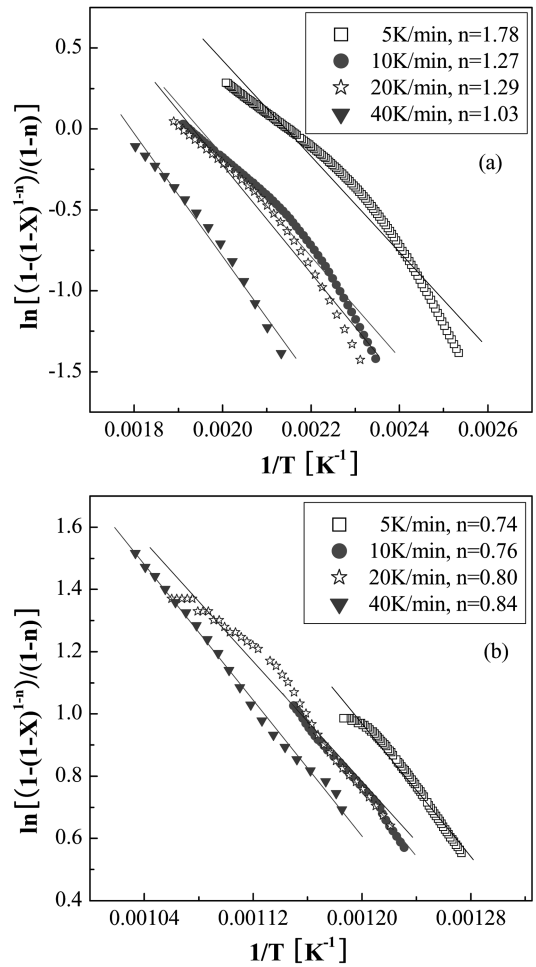 5K/min, n=1.78
10K/min, n=1.27
20K/min, n=1.29
40K/min, n=1.03
(a)
0.5
0.0
-0.5
-1.0
-1.5
ln[(1-(1-X)^{1-n})/(1-n)]
0.0018 0.0020 0.0022 0.0024 0.0026
1/T [K^{-1}]
5K/min, n=0.74
10K/min, n=0.76
20K/min, n=0.80
40K/min, n=0.84
(b)
1.6
1.4
1.2
1.0
0.8
0.6
0.4
ln[(1-(1-X)^{1-n})/(1-n)]
0.00104 0.00112 0.00120 0.00128
1/T [K^{-1}]